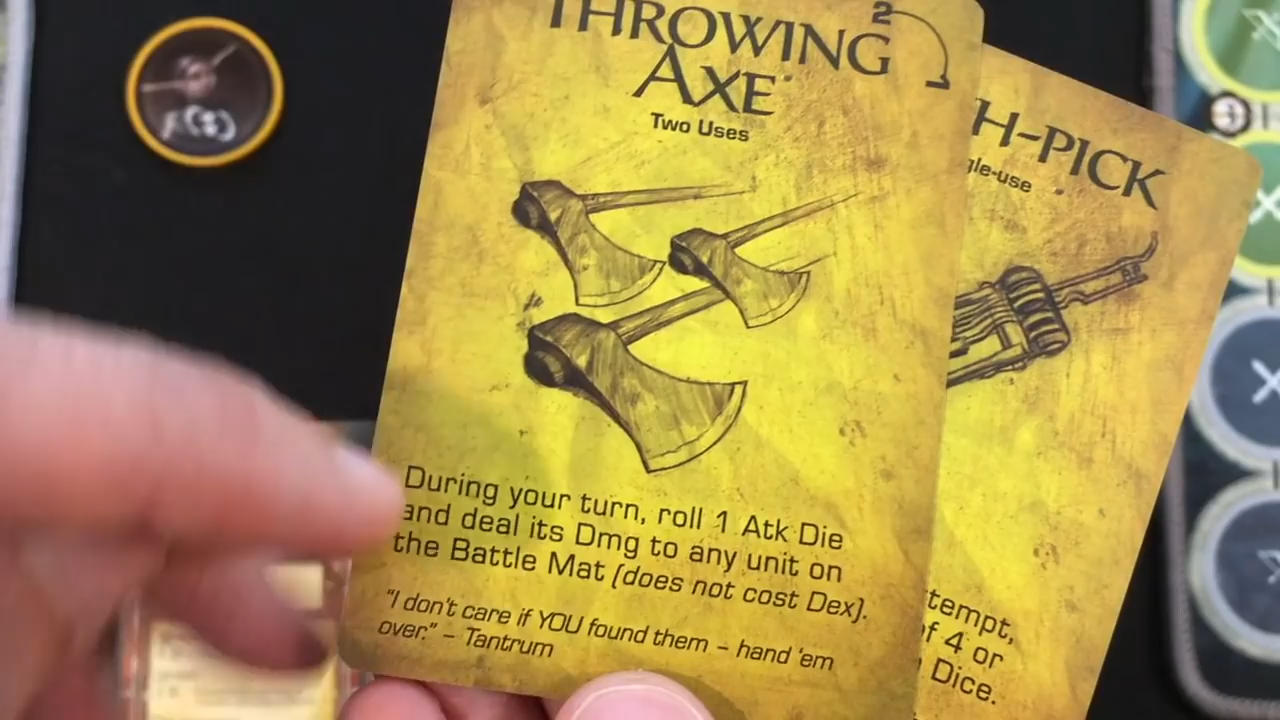 THROWING
AXE
Two Uses
2
1
During your turn, roll 1 Atk Die
and deal its Dmg to any unit on
the Battle Mat (does not cost Dex).
"I don't care if YOU found them – hand 'em
over." – Tantrum
H-PICK
gle-use
tempt,
of 4 or
Dice.